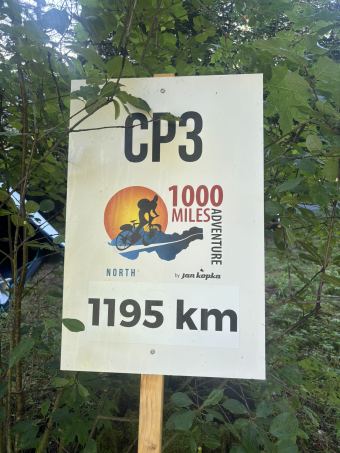 CP3
1000
MILES
ADVENTURE
NORTH
by jan kopka
1195 km